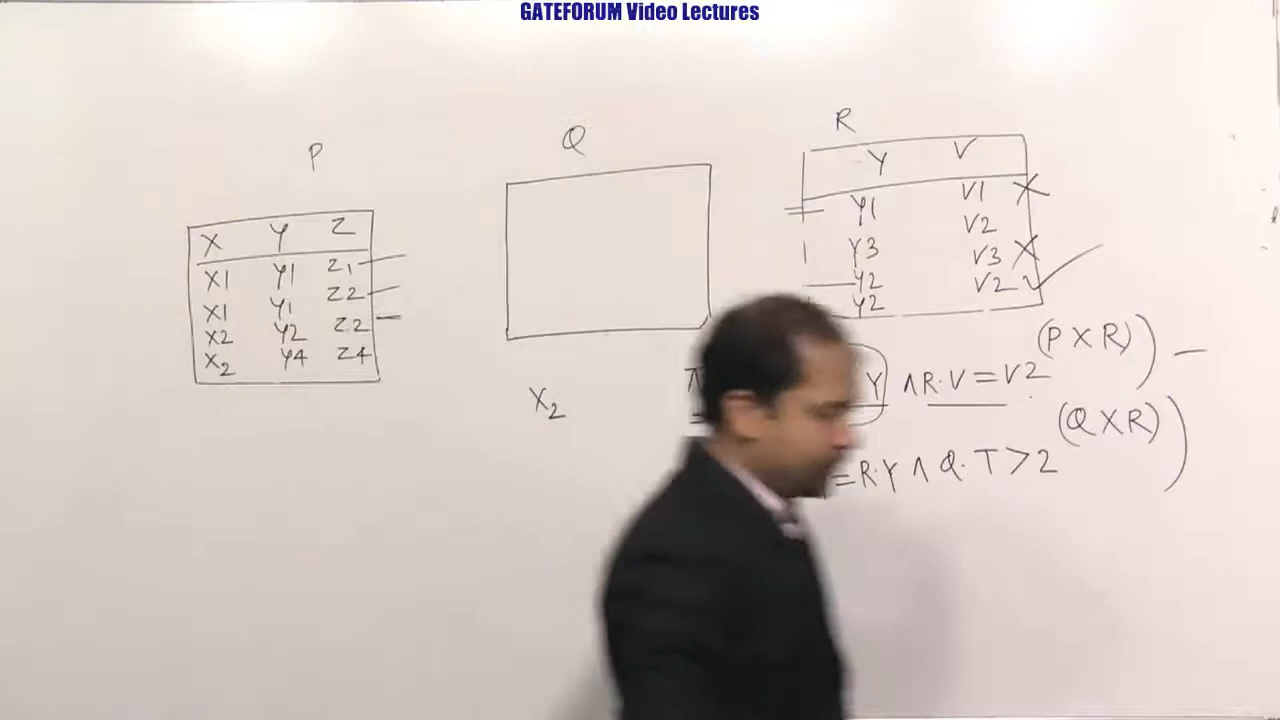 GATEFORUM Video Lectures
P
Q
R
X Y Z
X1 Y1 Z1
X1 Y1 Z2
X2 Y2 Z2
X2 Y4 Z4
Y V
Y1 V1 X
V2
Y3 V3 X
Y2 V2 ✓
Y2
X2
π Y ∧ R.V = V2 (P X R) ) —
= R.Y ∧ Q.T > 2 (Q X R) )